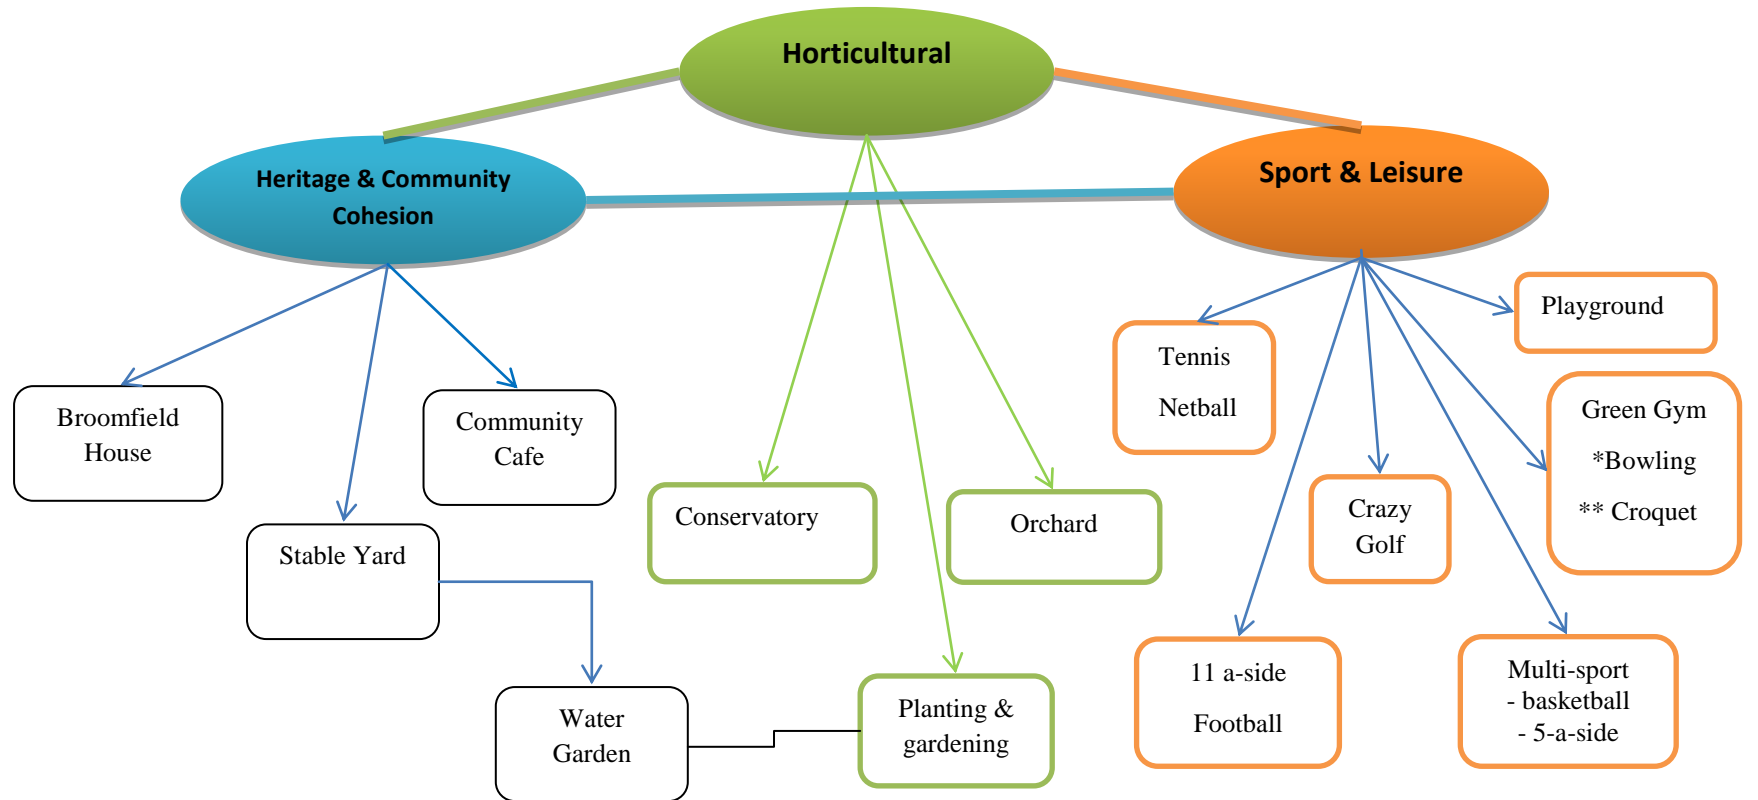 Horticultural
Heritage & Community
Cohesion
Sport & Leisure
Broomfield
House
Stable Yard
Community
Cafe
Water
Garden
Conservatory
Orchard
Planting &
gardening
Tennis
Netball
Playground
Green Gym
*Bowling
** Croquet
Crazy
Golf
11 a-side
Football
Multi-sport
- basketball
- 5-a-side